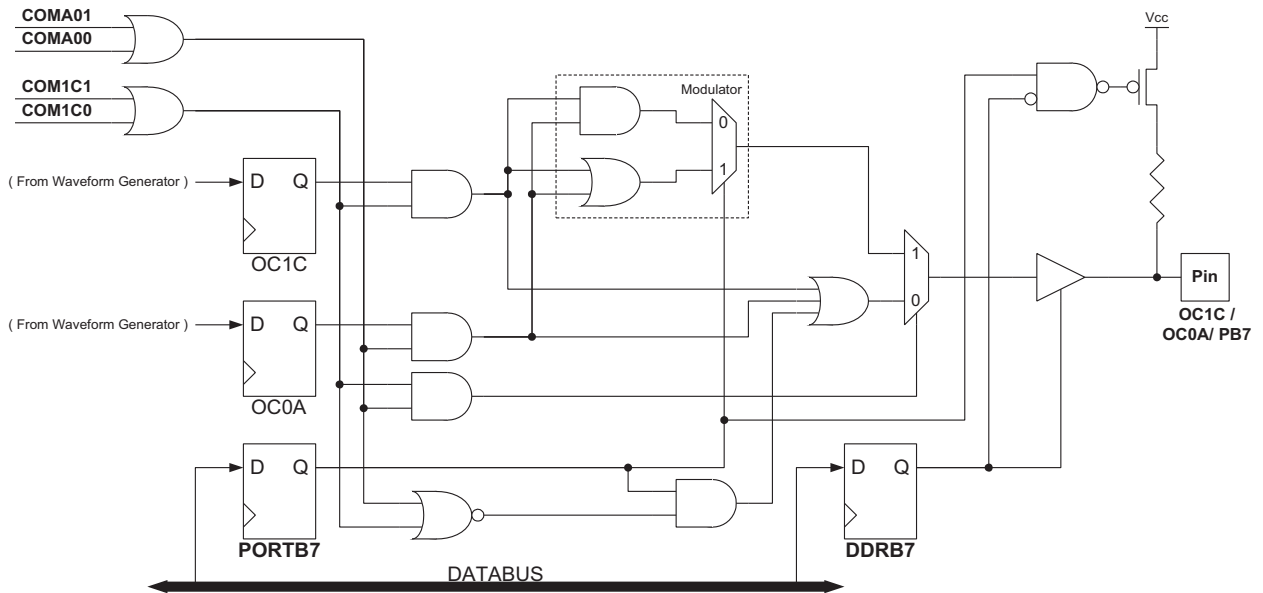 COMA01
COMA00
Vcc
COM1C1
COM1C0
Modulator
0
1
( From Waveform Generator )
D Q
OC1C
1
0
Pin
OC1C /
OC0A/ PB7
( From Waveform Generator )
D Q
OC0A
D Q
PORTB7
D Q
DDRB7
DATABUS